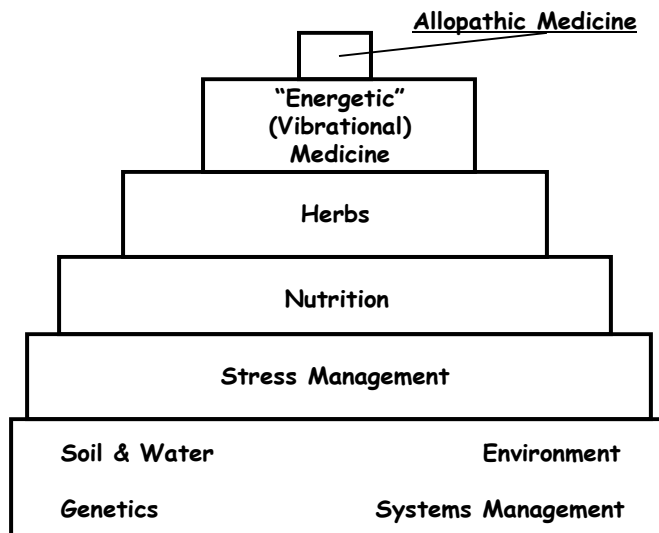 Allopathic Medicine
“Energetic”
(Vibrational)
Medicine
Herbs
Nutrition
Stress Management
Soil & Water Environment
Genetics Systems Management